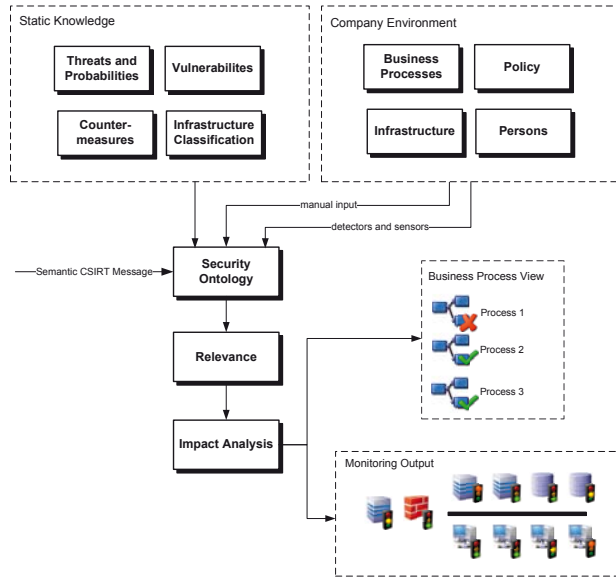 Static Knowledge
Threats and
Probabilities
Vulnerabilites
Counter-
measures
Infrastructure
Classification
Company Environment
Business
Processes
Policy
Infrastructure
Persons
manual input
detectors and sensors
Semantic CSIRT Message
Security
Ontology
Relevance
Impact Analysis
Business Process View
Process 1
Process 2
Process 3
Monitoring Output